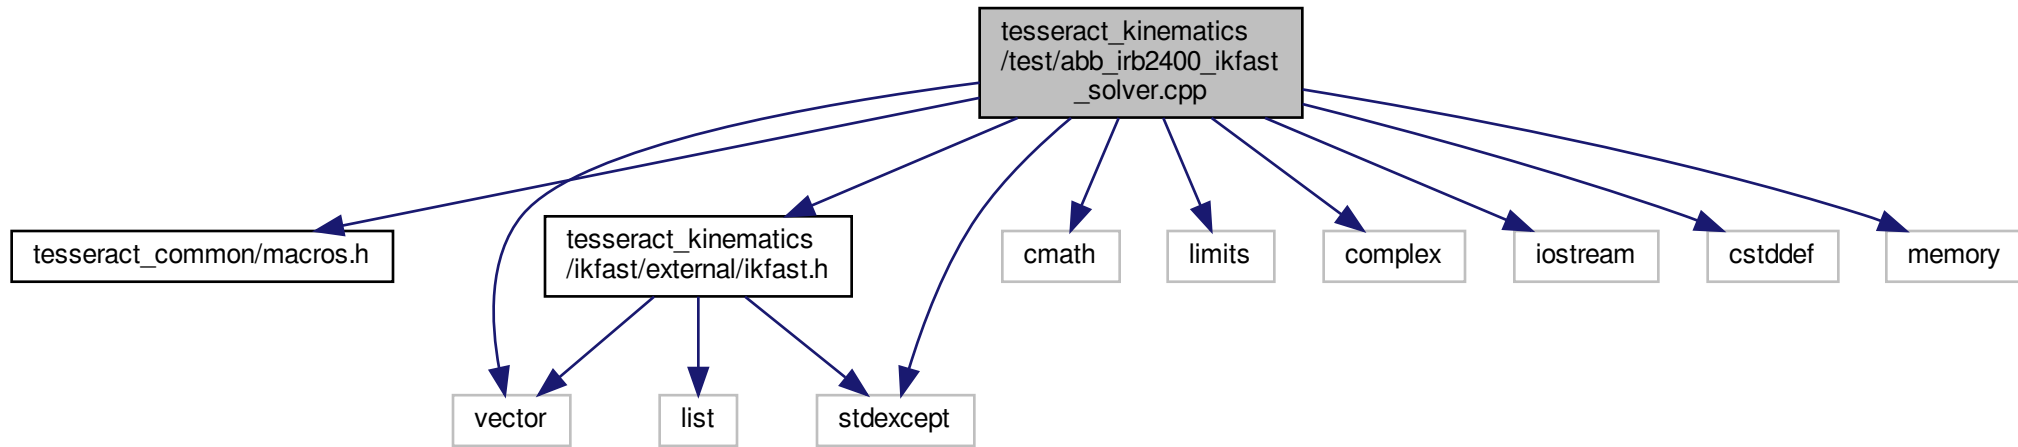 tesseract_kinematics
/test/abb_irb2400_ikfast
_solver.cpp
tesseract_common/macros.h
tesseract_kinematics
/ikfast/external/ikfast.h
cmath
limits
complex
iostream
cstddef
memory
vector
list
stdexcept